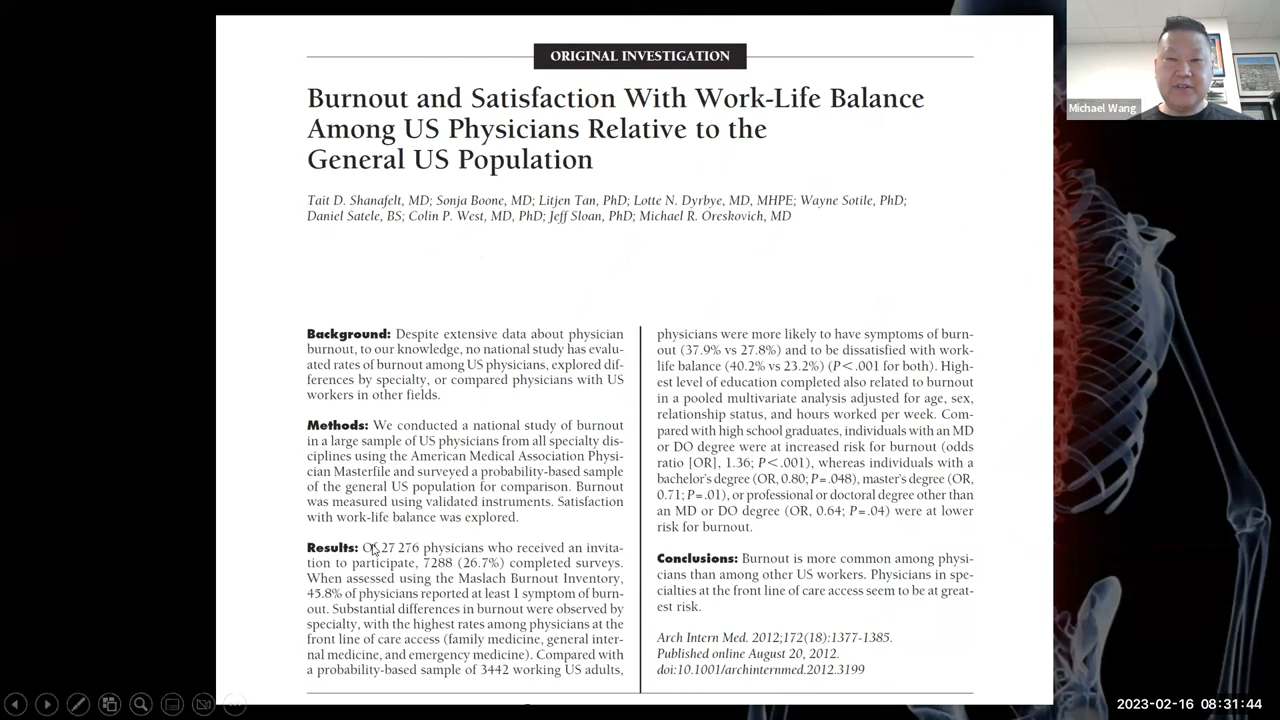 ORIGINAL INVESTIGATION
Burnout and Satisfaction With Work-Life Balance
Among US Physicians Relative to the
General US Population
Tait D. Shanafelt, MD; Sonja Boone, MD; Litjen Tan, PhD; Lotte N. Dyrbye, MD, MHPE; Wayne Sotile, PhD;
Daniel Satele, BS; Colin P. West, MD, PhD; Jeff Sloan, PhD; Michael R. Oreskovich, MD
Background: Despite extensive data about physician
burnout, to our knowledge, no national study has evalu-
ated rates of burnout among US physicians, explored dif-
ferences by specialty, or compared physicians with US
workers in other fields.
Methods: We conducted a national study of burnout
in a large sample of US physicians from all specialty dis-
ciplines using the American Medical Association Physi-
cian Masterfile and surveyed a probability-based sample
of the general US population for comparison. Burnout
was measured using validated instruments. Satisfaction
with work-life balance was explored.
Results: Of 27 276 physicians who received an invita-
tion to participate, 7288 (26.7%) completed surveys.
When assessed using the Maslach Burnout Inventory,
45.8% of physicians reported at least 1 symptom of burn-
out. Substantial differences in burnout were observed by
specialty, with the highest rates among physicians at the
front line of care access (family medicine, general inter-
nal medicine, and emergency medicine). Compared with
a probability-based sample of 3442 working US adults,
physicians were more likely to have symptoms of burn-
out (37.9% vs 27.8%) and to be dissatisfied with work-
life balance (40.2% vs 23.2%) (P<.001 for both). High-
est level of education completed also related to burnout
in a pooled multivariate analysis adjusted for age, sex,
relationship status, and hours worked per week. Com-
pared with high school graduates, individuals with an MD
or DO degree were at increased risk for burnout (odds
ratio [OR], 1.36; P<.001), whereas individuals with a
bachelor's degree (OR, 0.80; P=.048), master's degree (OR,
0.71; P=.01), or professional or doctoral degree other than
an MD or DO degree (OR, 0.64; P=.04) were at lower
risk for burnout.
Conclusions: Burnout is more common among physi-
cians than among other US workers. Physicians in spe-
cialties at the front line of care access seem to be at great-
est risk.
Arch Intern Med. 2012;172(18):1377-1385.
Published online August 20, 2012.
doi:10.1001/archinternmed.2012.3199
Michael Wang
2023-02-16 08:31:44